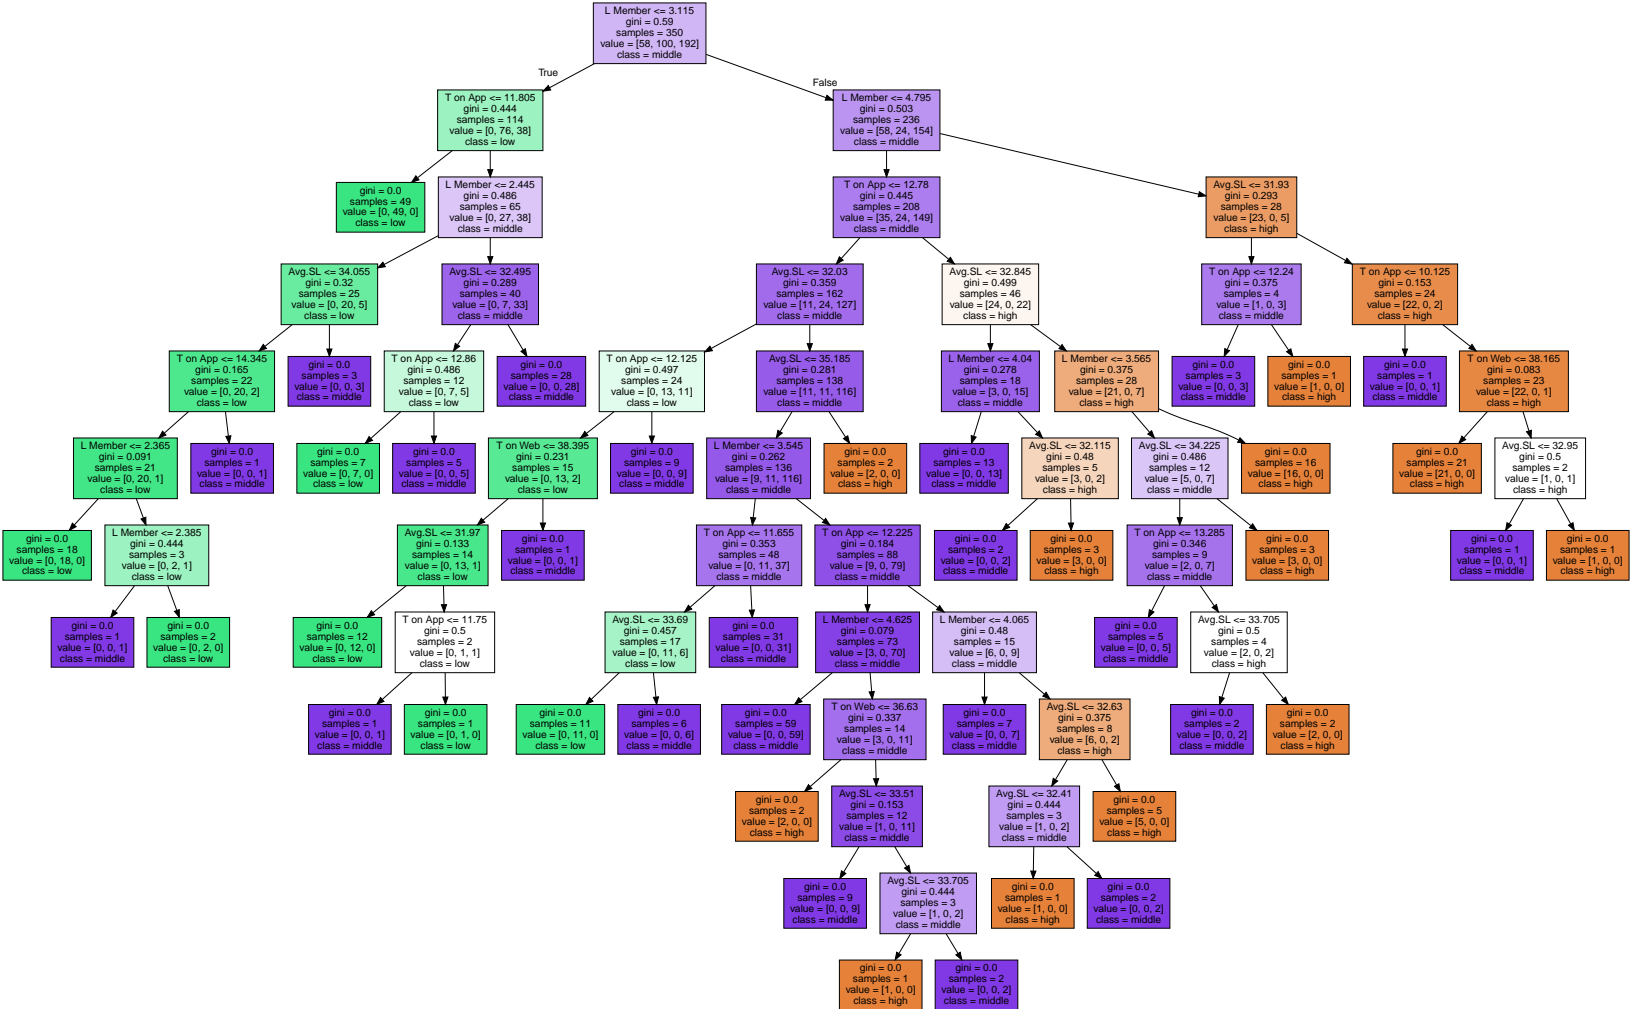 L Member <= 3.115
gini = 0.59
samples = 350
value = [58, 100, 192]
class = middle
True
False
T on App <= 11.805
gini = 0.444
samples = 114
value = [0, 76, 38]
class = low
L Member <= 4.795
gini = 0.503
samples = 236
value = [58, 24, 154]
class = middle
gini = 0.0
samples = 49
value = [0, 49, 0]
class = low
L Member <= 2.445
gini = 0.486
samples = 65
value = [0, 27, 38]
class = middle
T on App <= 12.78
gini = 0.445
samples = 208
value = [35, 24, 149]
class = middle
Avg.SL <= 31.93
gini = 0.293
samples = 28
value = [23, 0, 5]
class = high
Avg.SL <= 34.055
gini = 0.32
samples = 25
value = [0, 20, 5]
class = low
Avg.SL <= 32.495
gini = 0.289
samples = 40
value = [0, 7, 33]
class = middle
Avg.SL <= 32.03
gini = 0.359
samples = 162
value = [11, 24, 127]
class = middle
Avg.SL <= 32.845
gini = 0.499
samples = 46
value = [24, 0, 22]
class = high
T on App <= 12.24
gini = 0.375
samples = 4
value = [1, 0, 3]
class = middle
T on App <= 10.125
gini = 0.153
samples = 24
value = [22, 0, 2]
class = high
T on App <= 14.345
gini = 0.165
samples = 22
value = [0, 20, 2]
class = low
gini = 0.0
samples = 3
value = [0, 0, 3]
class = middle
T on App <= 12.86
gini = 0.486
samples = 12
value = [0, 7, 5]
class = low
gini = 0.0
samples = 28
value = [0, 0, 28]
class = middle
T on App <= 12.125
gini = 0.497
samples = 24
value = [0, 13, 11]
class = low
Avg.SL <= 35.185
gini = 0.281
samples = 138
value = [11, 11, 116]
class = middle
L Member <= 4.04
gini = 0.278
samples = 18
value = [3, 0, 15]
class = middle
L Member <= 3.565
gini = 0.375
samples = 28
value = [21, 0, 7]
class = high
gini = 0.0
samples = 3
value = [0, 0, 3]
class = middle
gini = 0.0
samples = 1
value = [1, 0, 0]
class = high
gini = 0.0
samples = 1
value = [0, 0, 1]
class = middle
T on Web <= 38.165
gini = 0.083
samples = 23
value = [22, 0, 1]
class = high
L Member <= 2.365
gini = 0.091
samples = 21
value = [0, 20, 1]
class = low
gini = 0.0
samples = 1
value = [0, 0, 1]
class = middle
gini = 0.0
samples = 7
value = [0, 7, 0]
class = low
gini = 0.0
samples = 5
value = [0, 0, 5]
class = middle
T on Web <= 38.395
gini = 0.231
samples = 15
value = [0, 13, 2]
class = low
gini = 0.0
samples = 9
value = [0, 0, 9]
class = middle
L Member <= 3.545
gini = 0.262
samples = 136
value = [9, 11, 116]
class = middle
gini = 0.0
samples = 2
value = [2, 0, 0]
class = high
gini = 0.0
samples = 13
value = [0, 0, 13]
class = middle
Avg.SL <= 32.115
gini = 0.48
samples = 5
value = [3, 0, 2]
class = high
Avg.SL <= 34.225
gini = 0.486
samples = 12
value = [5, 0, 7]
class = middle
gini = 0.0
samples = 16
value = [16, 0, 0]
class = high
gini = 0.0
samples = 21
value = [21, 0, 0]
class = high
Avg.SL <= 32.95
gini = 0.5
samples = 2
value = [1, 0, 1]
class = high
gini = 0.0
samples = 18
value = [0, 18, 0]
class = low
L Member <= 2.385
gini = 0.444
samples = 3
value = [0, 2, 1]
class = low
Avg.SL <= 31.97
gini = 0.133
samples = 14
value = [0, 13, 1]
class = low
gini = 0.0
samples = 1
value = [0, 0, 1]
class = middle
T on App <= 11.655
gini = 0.353
samples = 48
value = [0, 11, 37]
class = middle
T on App <= 12.225
gini = 0.184
samples = 88
value = [9, 0, 79]
class = middle
gini = 0.0
samples = 2
value = [0, 0, 2]
class = middle
gini = 0.0
samples = 3
value = [3, 0, 0]
class = high
T on App <= 13.285
gini = 0.346
samples = 9
value = [2, 0, 7]
class = middle
gini = 0.0
samples = 3
value = [3, 0, 0]
class = high
gini = 0.0
samples = 1
value = [0, 0, 1]
class = middle
gini = 0.0
samples = 1
value = [1, 0, 0]
class = high
gini = 0.0
samples = 1
value = [0, 0, 1]
class = middle
gini = 0.0
samples = 2
value = [0, 2, 0]
class = low
gini = 0.0
samples = 12
value = [0, 12, 0]
class = low
T on App <= 11.75
gini = 0.5
samples = 2
value = [0, 1, 1]
class = low
Avg.SL <= 33.69
gini = 0.457
samples = 17
value = [0, 11, 6]
class = low
gini = 0.0
samples = 31
value = [0, 0, 31]
class = middle
L Member <= 4.625
gini = 0.079
samples = 73
value = [3, 0, 70]
class = middle
L Member <= 4.065
gini = 0.48
samples = 15
value = [6, 0, 9]
class = middle
gini = 0.0
samples = 5
value = [0, 0, 5]
class = middle
Avg.SL <= 33.705
gini = 0.5
samples = 4
value = [2, 0, 2]
class = high
gini = 0.0
samples = 1
value = [0, 0, 1]
class = middle
gini = 0.0
samples = 1
value = [0, 1, 0]
class = low
gini = 0.0
samples = 11
value = [0, 11, 0]
class = low
gini = 0.0
samples = 6
value = [0, 0, 6]
class = middle
gini = 0.0
samples = 59
value = [0, 0, 59]
class = middle
T on Web <= 36.63
gini = 0.337
samples = 14
value = [3, 0, 11]
class = middle
gini = 0.0
samples = 7
value = [0, 0, 7]
class = middle
Avg.SL <= 32.63
gini = 0.375
samples = 8
value = [6, 0, 2]
class = high
gini = 0.0
samples = 2
value = [0, 0, 2]
class = middle
gini = 0.0
samples = 2
value = [2, 0, 0]
class = high
gini = 0.0
samples = 2
value = [2, 0, 0]
class = high
Avg.SL <= 33.51
gini = 0.153
samples = 12
value = [1, 0, 11]
class = middle
Avg.SL <= 32.41
gini = 0.444
samples = 3
value = [1, 0, 2]
class = middle
gini = 0.0
samples = 5
value = [5, 0, 0]
class = high
gini = 0.0
samples = 9
value = [0, 0, 9]
class = middle
Avg.SL <= 33.705
gini = 0.444
samples = 3
value = [1, 0, 2]
class = middle
gini = 0.0
samples = 1
value = [1, 0, 0]
class = high
gini = 0.0
samples = 2
value = [0, 0, 2]
class = middle
gini = 0.0
samples = 1
value = [1, 0, 0]
class = high
gini = 0.0
samples = 2
value = [0, 0, 2]
class = middle